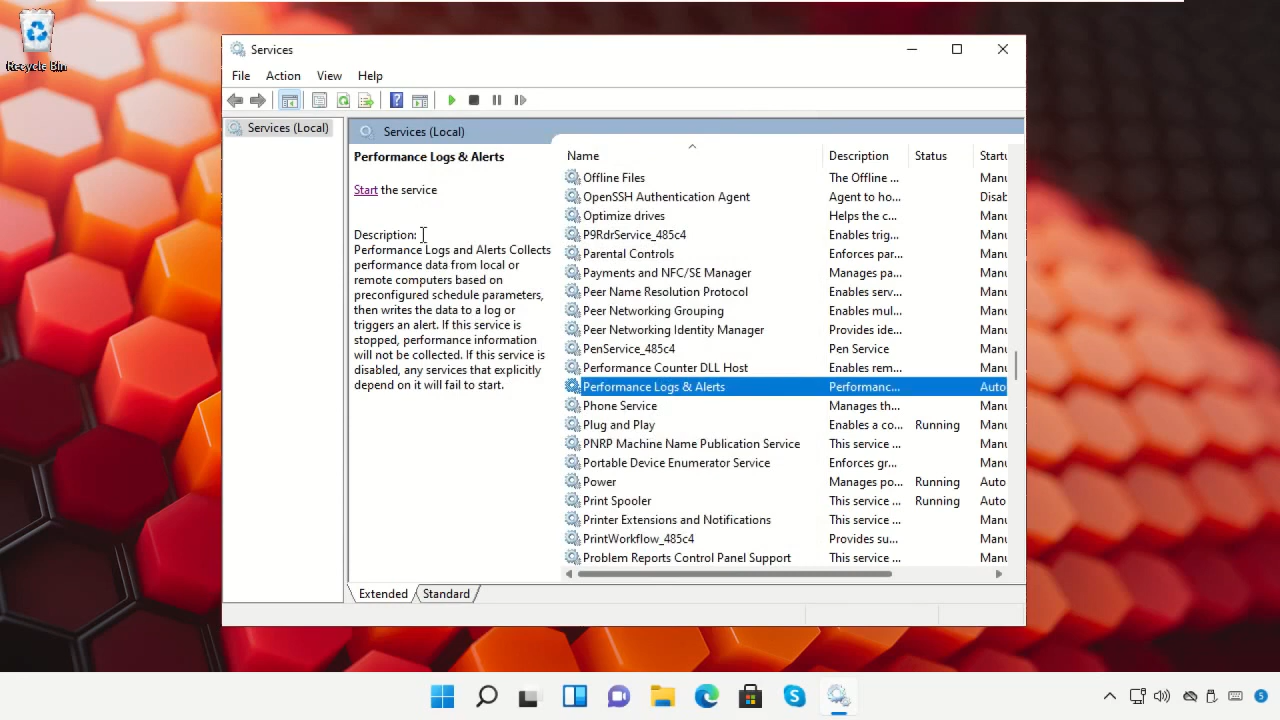 Recycle Bin
Services
File Action View Help
Services (Local)
Services (Local)
Performance Logs & Alerts
Start the service
Description:
Performance Logs and Alerts Collects
performance data from local or
remote computers based on
preconfigured schedule parameters,
then writes the data to a log or
triggers an alert. If this service is
stopped, performance information
will not be collected. If this service is
disabled, any services that explicitly
depend on it will fail to start.
Name Description Status Startu
Offline Files The Offline ... Manu
OpenSSH Authentication Agent Agent to ho... Disab
Optimize drives Helps the c... Manu
P9RdrService_485c4 Enables trig... Manu
Parental Controls Enforces par... Manu
Payments and NFC/SE Manager Manages pa... Manu
Peer Name Resolution Protocol Enables serv... Manu
Peer Networking Grouping Enables mul... Manu
Peer Networking Identity Manager Provides ide... Manu
PenService_485c4 Pen Service Manu
Performance Counter DLL Host Enables rem... Manu
Performance Logs & Alerts Performanc... Auto
Phone Service Manages th... Manu
Plug and Play Enables a co... Running Manu
PNRP Machine Name Publication Service This service ... Manu
Portable Device Enumerator Service Enforces gr... Manu
Power Manages po... Running Auto
Print Spooler This service ... Running Auto
Printer Extensions and Notifications This service ... Manu
PrintWorkflow_485c4 Provides su... Manu
Problem Reports Control Panel Support This service ... Manu
Extended Standard
5